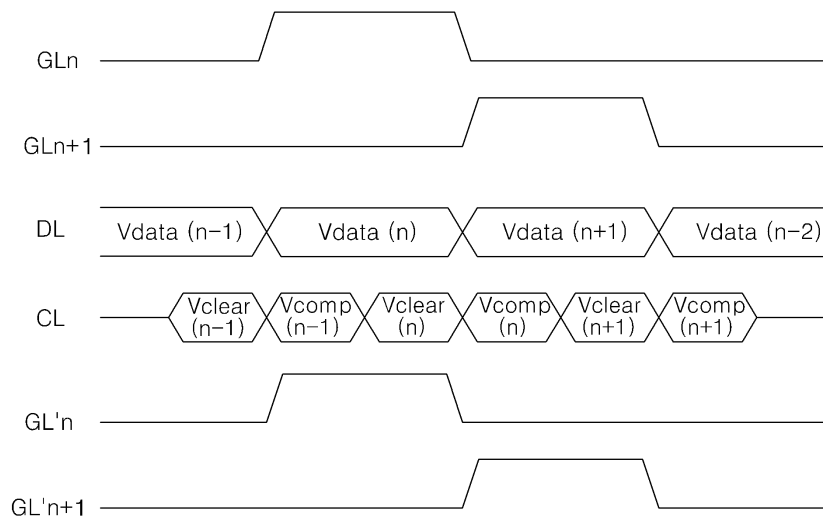 GLn
GLn+1
DL
Vdata (n-1)
Vdata (n)
Vdata (n+1)
Vdata (n-2)
CL
Vclear
(n-1)
Vcomp
(n-1)
Vclear
(n)
Vcomp
(n)
Vclear
(n+1)
Vcomp
(n+1)
GL'n
GL'n+1